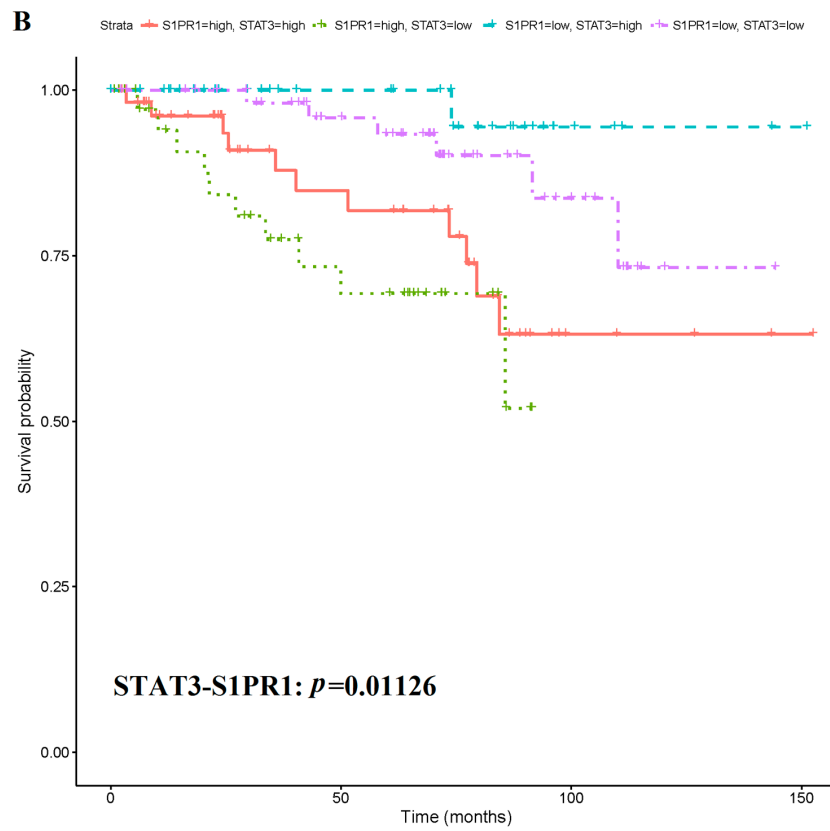 B
Strata S1PR1=high, STAT3=high S1PR1=high, STAT3=low S1PR1=low, STAT3=high S1PR1=low, STAT3=low
1.00
0.75
0.50
0.25
0.00
Survival probability
STAT3-S1PR1: p=0.01126
0 50 100 150
Time (months)